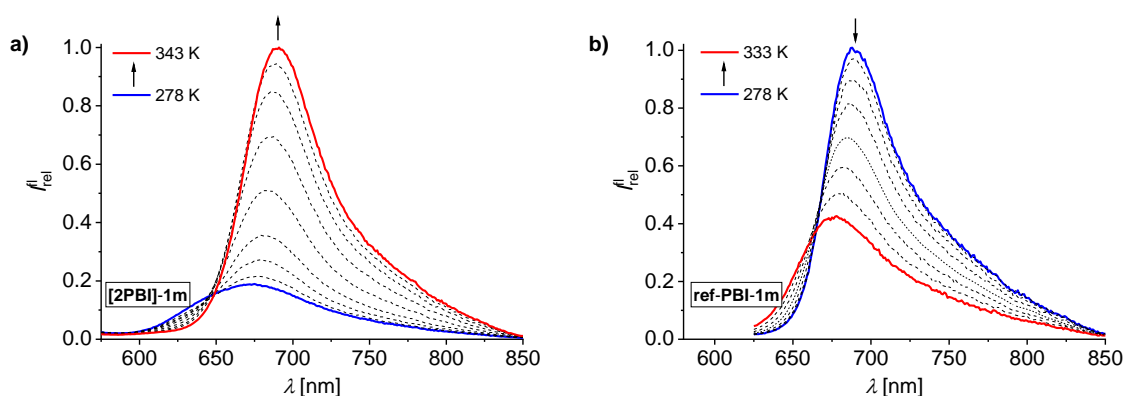 a)
343 K
278 K
1.0
0.8
0.6
0.4
0.2
0.0
I^fl_rel
[2PBI]-1m
600 650 700 750 800 850
λ [nm]
b)
333 K
278 K
1.0
0.8
0.6
0.4
0.2
0.0
I^fl_rel
ref-PBI-1m
600 650 700 750 800 850
λ [nm]